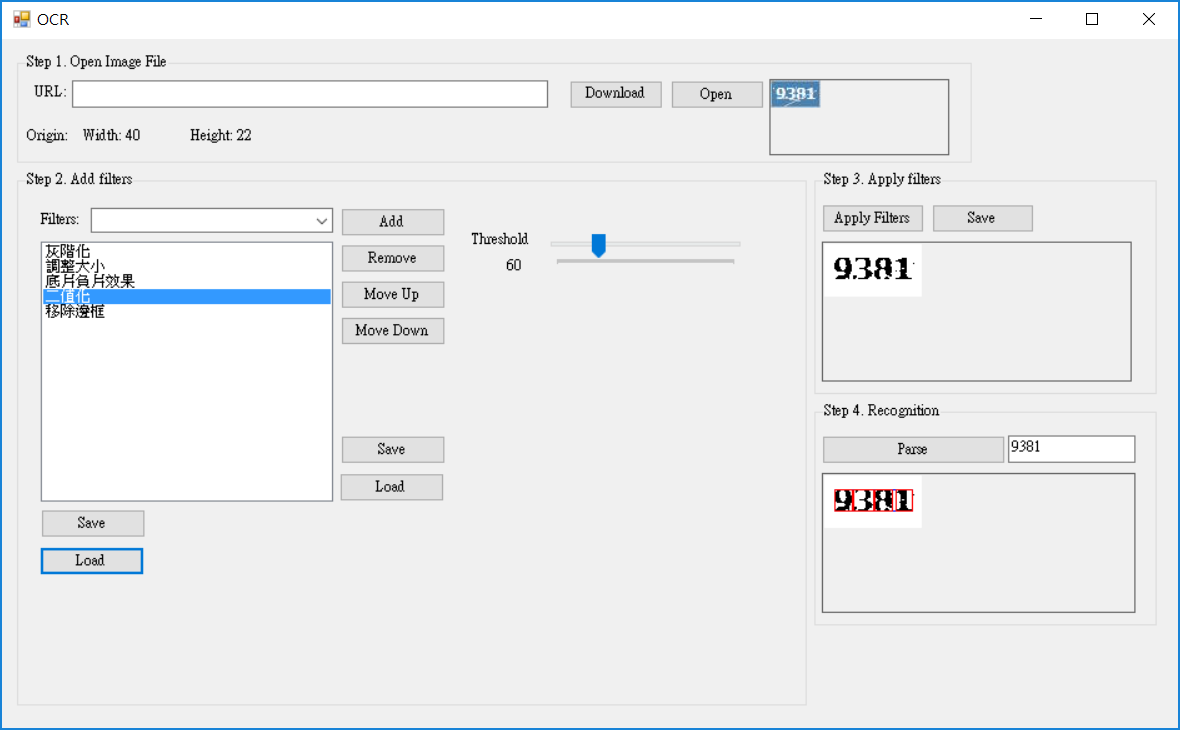 OCR
Step 1. Open Image File
URL:
Download
Open
9381
Origin: Width: 40 Height: 22
Step 2. Add filters
Filters:
Add
灰階化
調整大小
底片負片效果
二值化
移除邊框
Remove
Move Up
Move Down
Save
Load
Save
Load
Threshold
60
Step 3. Apply filters
Apply Filters
Save
9381
Step 4. Recognition
Parse
9381
9381